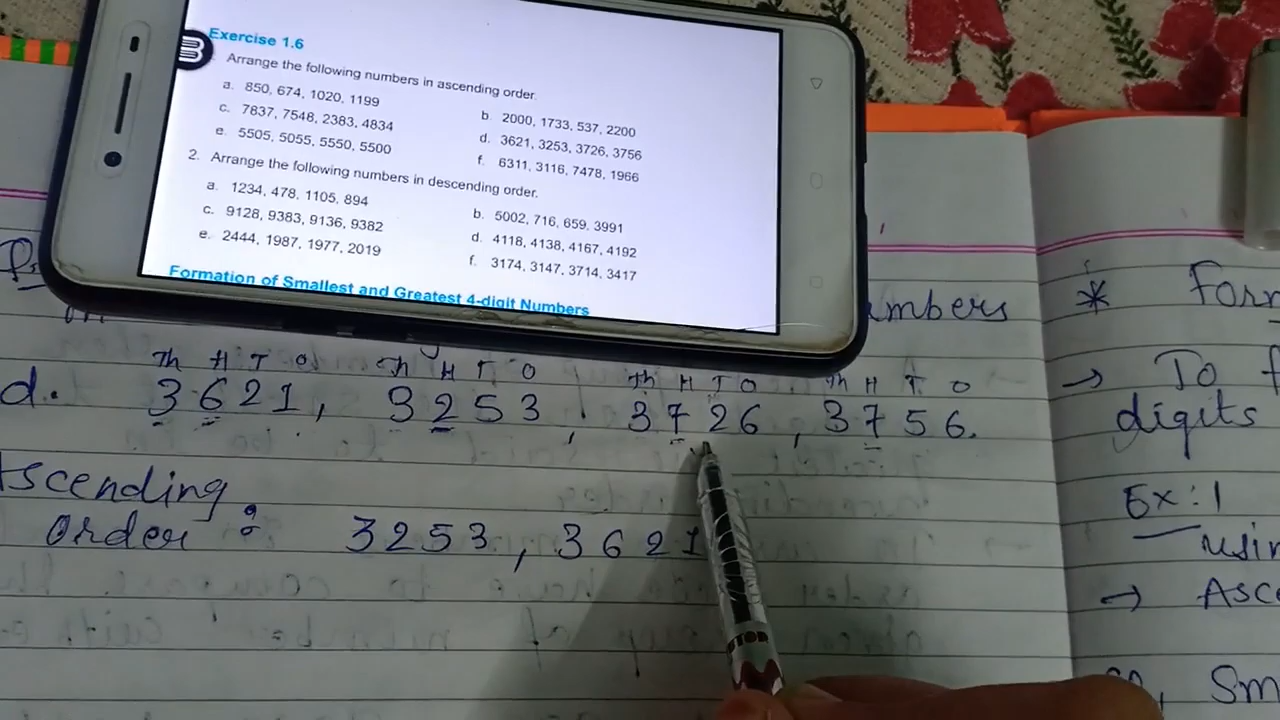 Exercise 1.6
Arrange the following numbers in ascending order.
a. 850, 674, 1020, 1199
b. 2000, 1733, 537, 2200
c. 7837, 7548, 2383, 4834
d. 3621, 3253, 3726, 3756
e. 5505, 5055, 5550, 5500
f. 6311, 3116, 7478, 1966
2. Arrange the following numbers in descending order.
a. 1234, 478, 1105, 894
b. 5002, 716, 659, 3991
c. 9128, 9383, 9136, 9382
d. 4118, 4138, 4167, 4192
e. 2444, 1987, 1977, 2019
f. 3174, 3147, 3714, 3417
Formation of Smallest and Greatest 4-digit Numbers
umbers
Th H T O Th H T O Th H T O Th H T O
d. 3621, 3253, 3726, 3756.
Ascending
order : 3253, 3621
* Form
→ To f
digits
Ex:1
usin
→ Asce
Sm